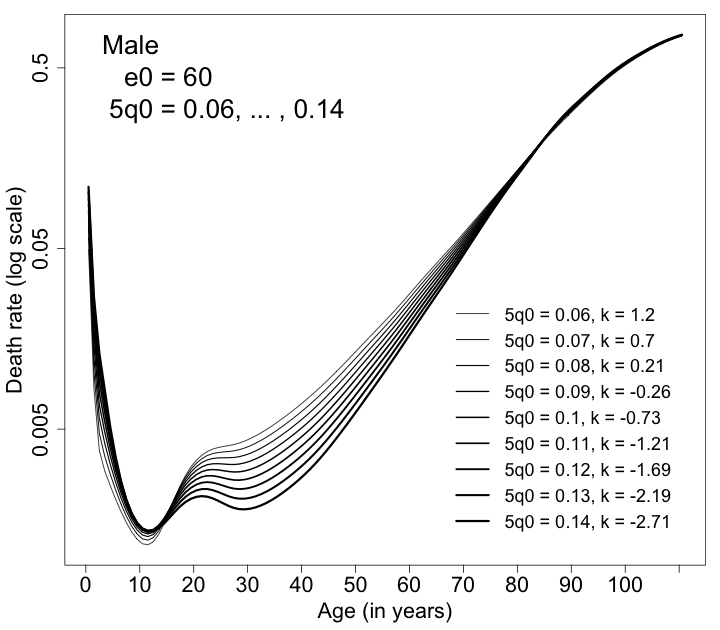 Male
e0 = 60
5q0 = 0.06, ... , 0.14
0.5
0.05
0.005
Death rate (log scale)
5q0 = 0.06, k = 1.2
5q0 = 0.07, k = 0.7
5q0 = 0.08, k = 0.21
5q0 = 0.09, k = -0.26
5q0 = 0.1, k = -0.73
5q0 = 0.11, k = -1.21
5q0 = 0.12, k = -1.69
5q0 = 0.13, k = -2.19
5q0 = 0.14, k = -2.71
0 10 20 30 40 50 60 70 80 90 100
Age (in years)